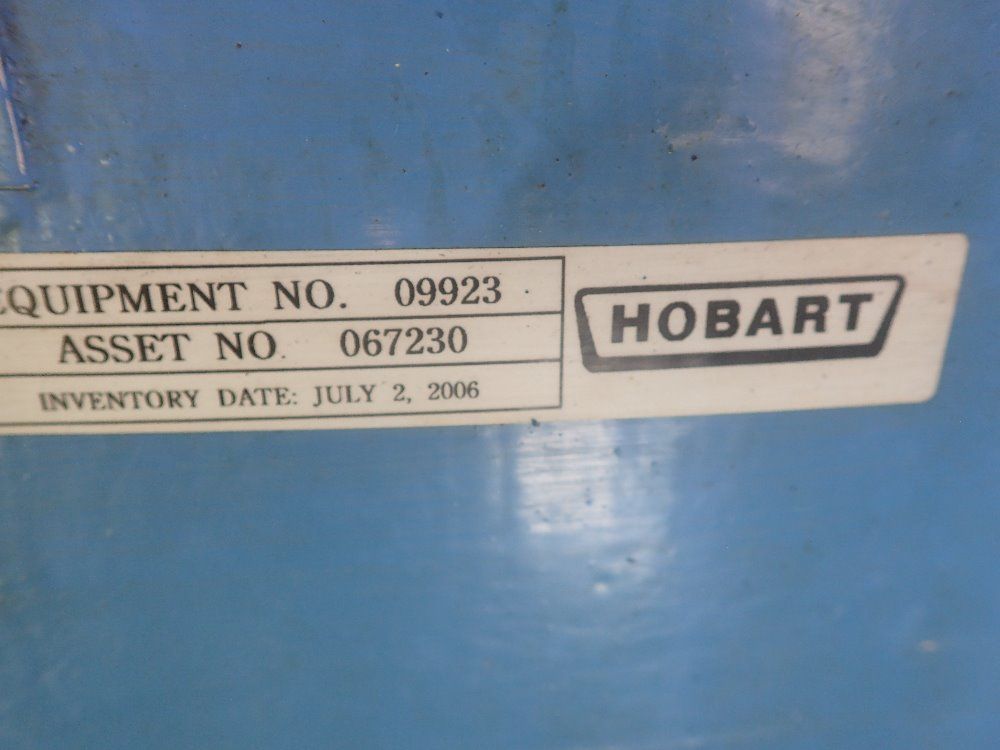 EQUIPMENT NO. 09923
ASSET NO. 067230
INVENTORY DATE: JULY 2, 2006
HOBART